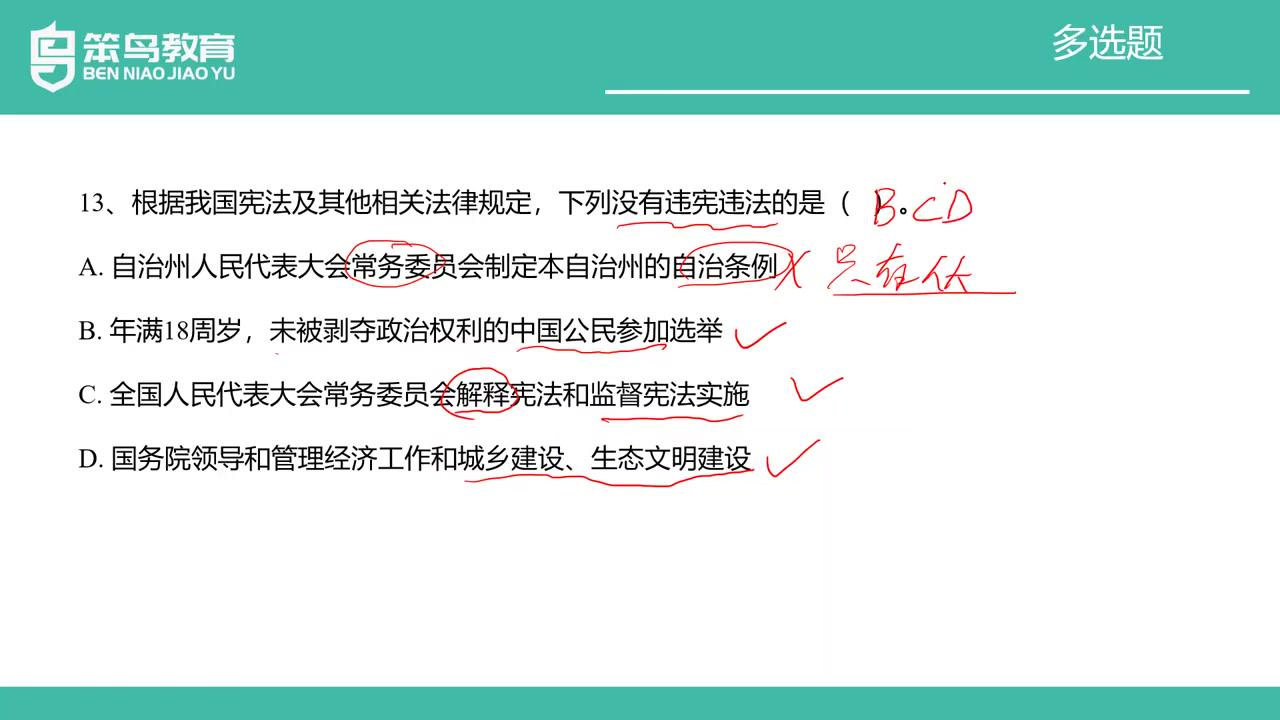 笨鸟教育
BEN NIAO JIAO YU
多选题
13、根据我国宪法及其他相关法律规定，下列没有违宪违法的是（ B。CD
A. 自治州人民代表大会常务委员会制定本自治州的自治条例 X 只有人大
B. 年满18周岁，未被剥夺政治权利的中国公民参加选举
C. 全国人民代表大会常务委员会解释宪法和监督宪法实施
D. 国务院领导和管理经济工作和城乡建设、生态文明建设